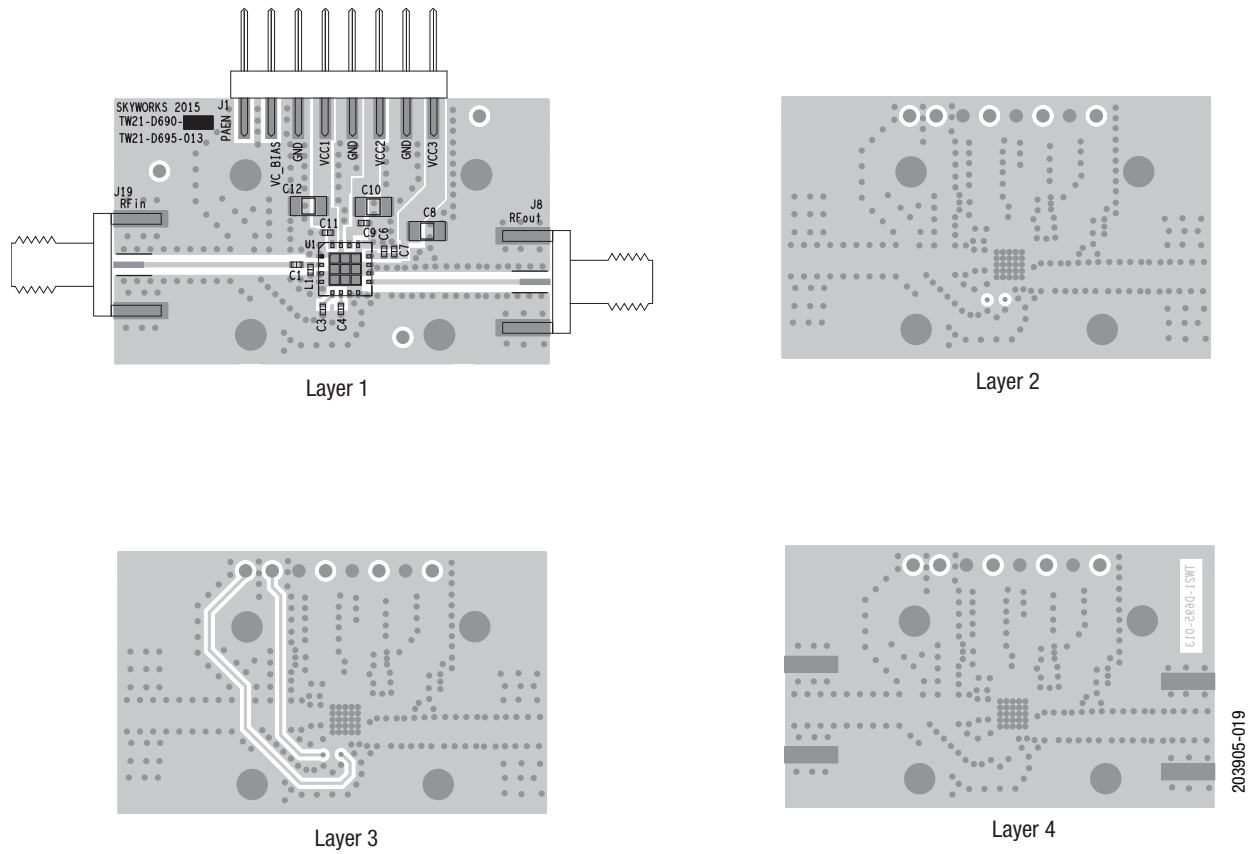 SKYWORKS 2015
TW21-D690-
TW21-D695-013
J1
PAEN
VC_BIAS
GND
VCC1
GND
VCC2
GND
VCC3
J19
RFin
C12
C10
C8
J8
RFout
C11
C9
C6
C7
U1
C1
L1
C3
C4
Layer 1
Layer 2
TW21-D695-013
Layer 3
Layer 4
203905-019